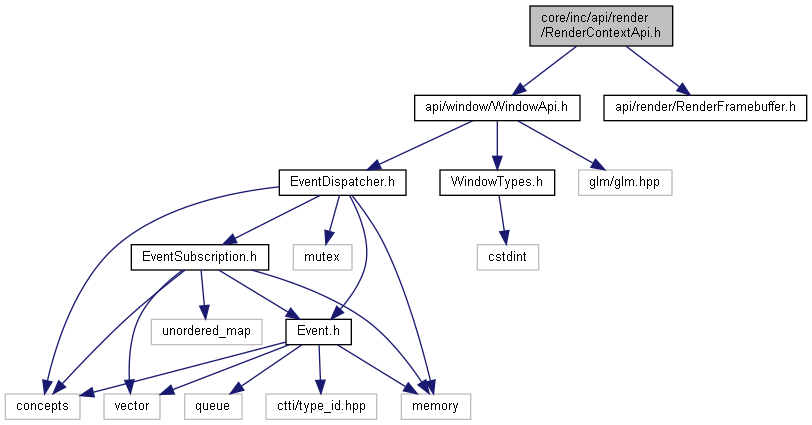 core/inc/api/render
/RenderContextApi.h
api/window/WindowApi.h
api/render/RenderFramebuffer.h
EventDispatcher.h
WindowTypes.h
glm/glm.hpp
EventSubscription.h
mutex
cstdint
unordered_map
Event.h
concepts
vector
queue
ctti/type_id.hpp
memory